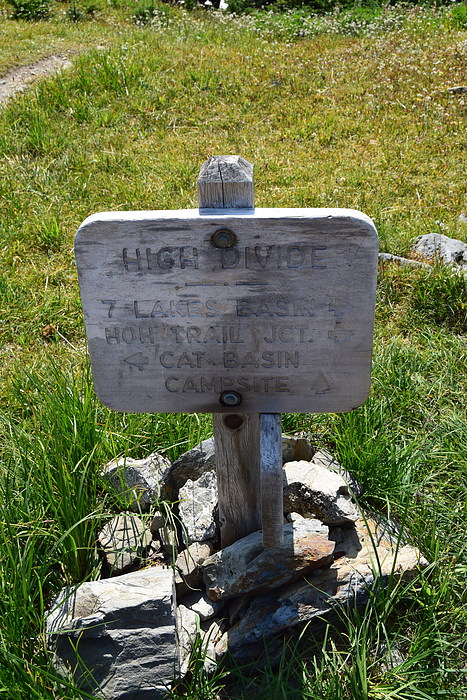 HIGH DIVIDE
7-LAKES BASIN
HOH TRAIL JCT.
CAT BASIN
CAMPSITE